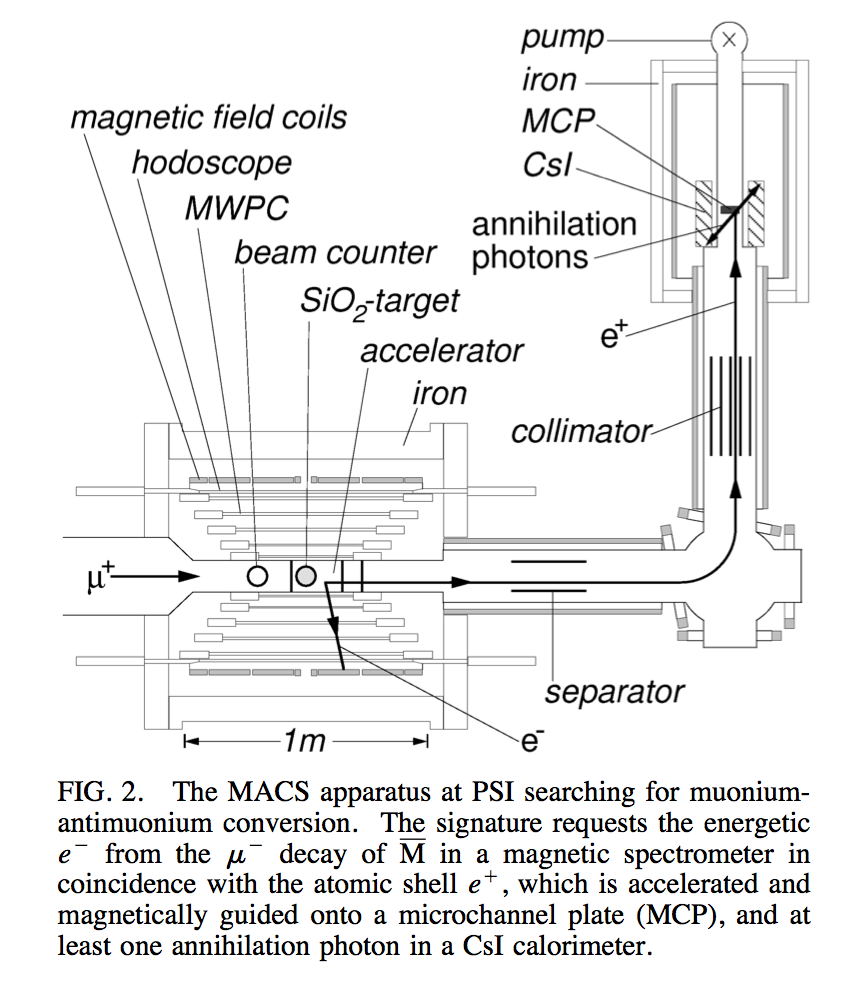 pump
iron
MCP
CsI
annihilation
photons
magnetic field coils
hodoscope
MWPC
beam counter
SiO₂-target
accelerator
iron
e⁺
collimator
μ⁺
separator
1m
e⁻
FIG. 2. The MACS apparatus at PSI searching for muonium-
antimuonium conversion. The signature requests the energetic
e⁻ from the μ⁻ decay of M̅ in a magnetic spectrometer in
coincidence with the atomic shell e⁺, which is accelerated and
magnetically guided onto a microchannel plate (MCP), and at
least one annihilation photon in a CsI calorimeter.